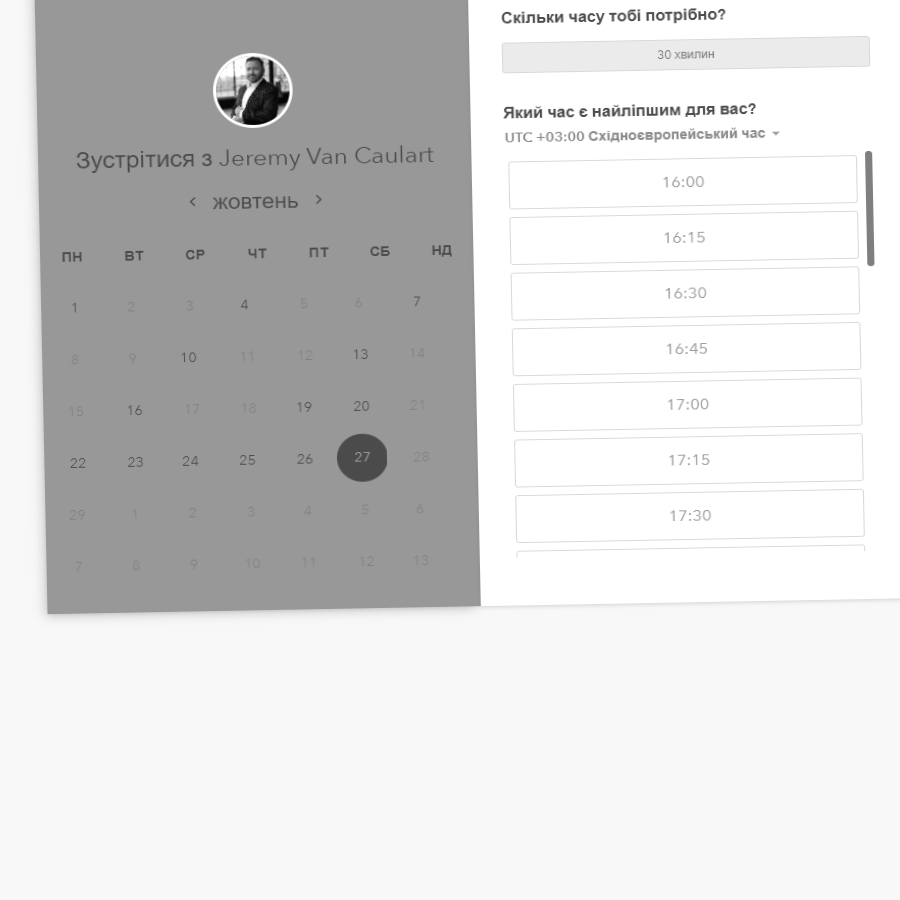 Зустрітися з Jeremy Van Caulart
‹ жовтень ›
ПН ВТ СР ЧТ ПТ СБ НД
1 2 3 4 5 6 7
8 9 10 11 12 13 14
15 16 17 18 19 20 21
22 23 24 25 26 27 28
29 1 2 3 4 5 6
7 8 9 10 11 12 13
Скільки часу тобі потрібно?
30 хвилин
Який час є найліпшим для вас?
UTC +03:00 Східноєвропейський час
16:00
16:15
16:30
16:45
17:00
17:15
17:30